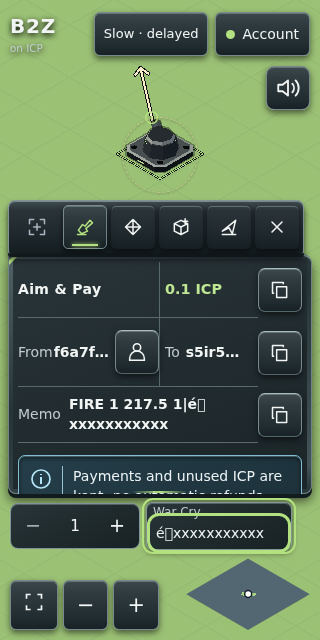 B2Z
on ICP
Slow · delayed
Account
Aim & Pay
0.1 ICP
From f6a7f...
To s5ir5...
Memo
FIRE 1 217.5 1|é▯
xxxxxxxxxxx
Payments and unused ICP are
War Cry
− 1 +
é▯xxxxxxxxxxx
− +